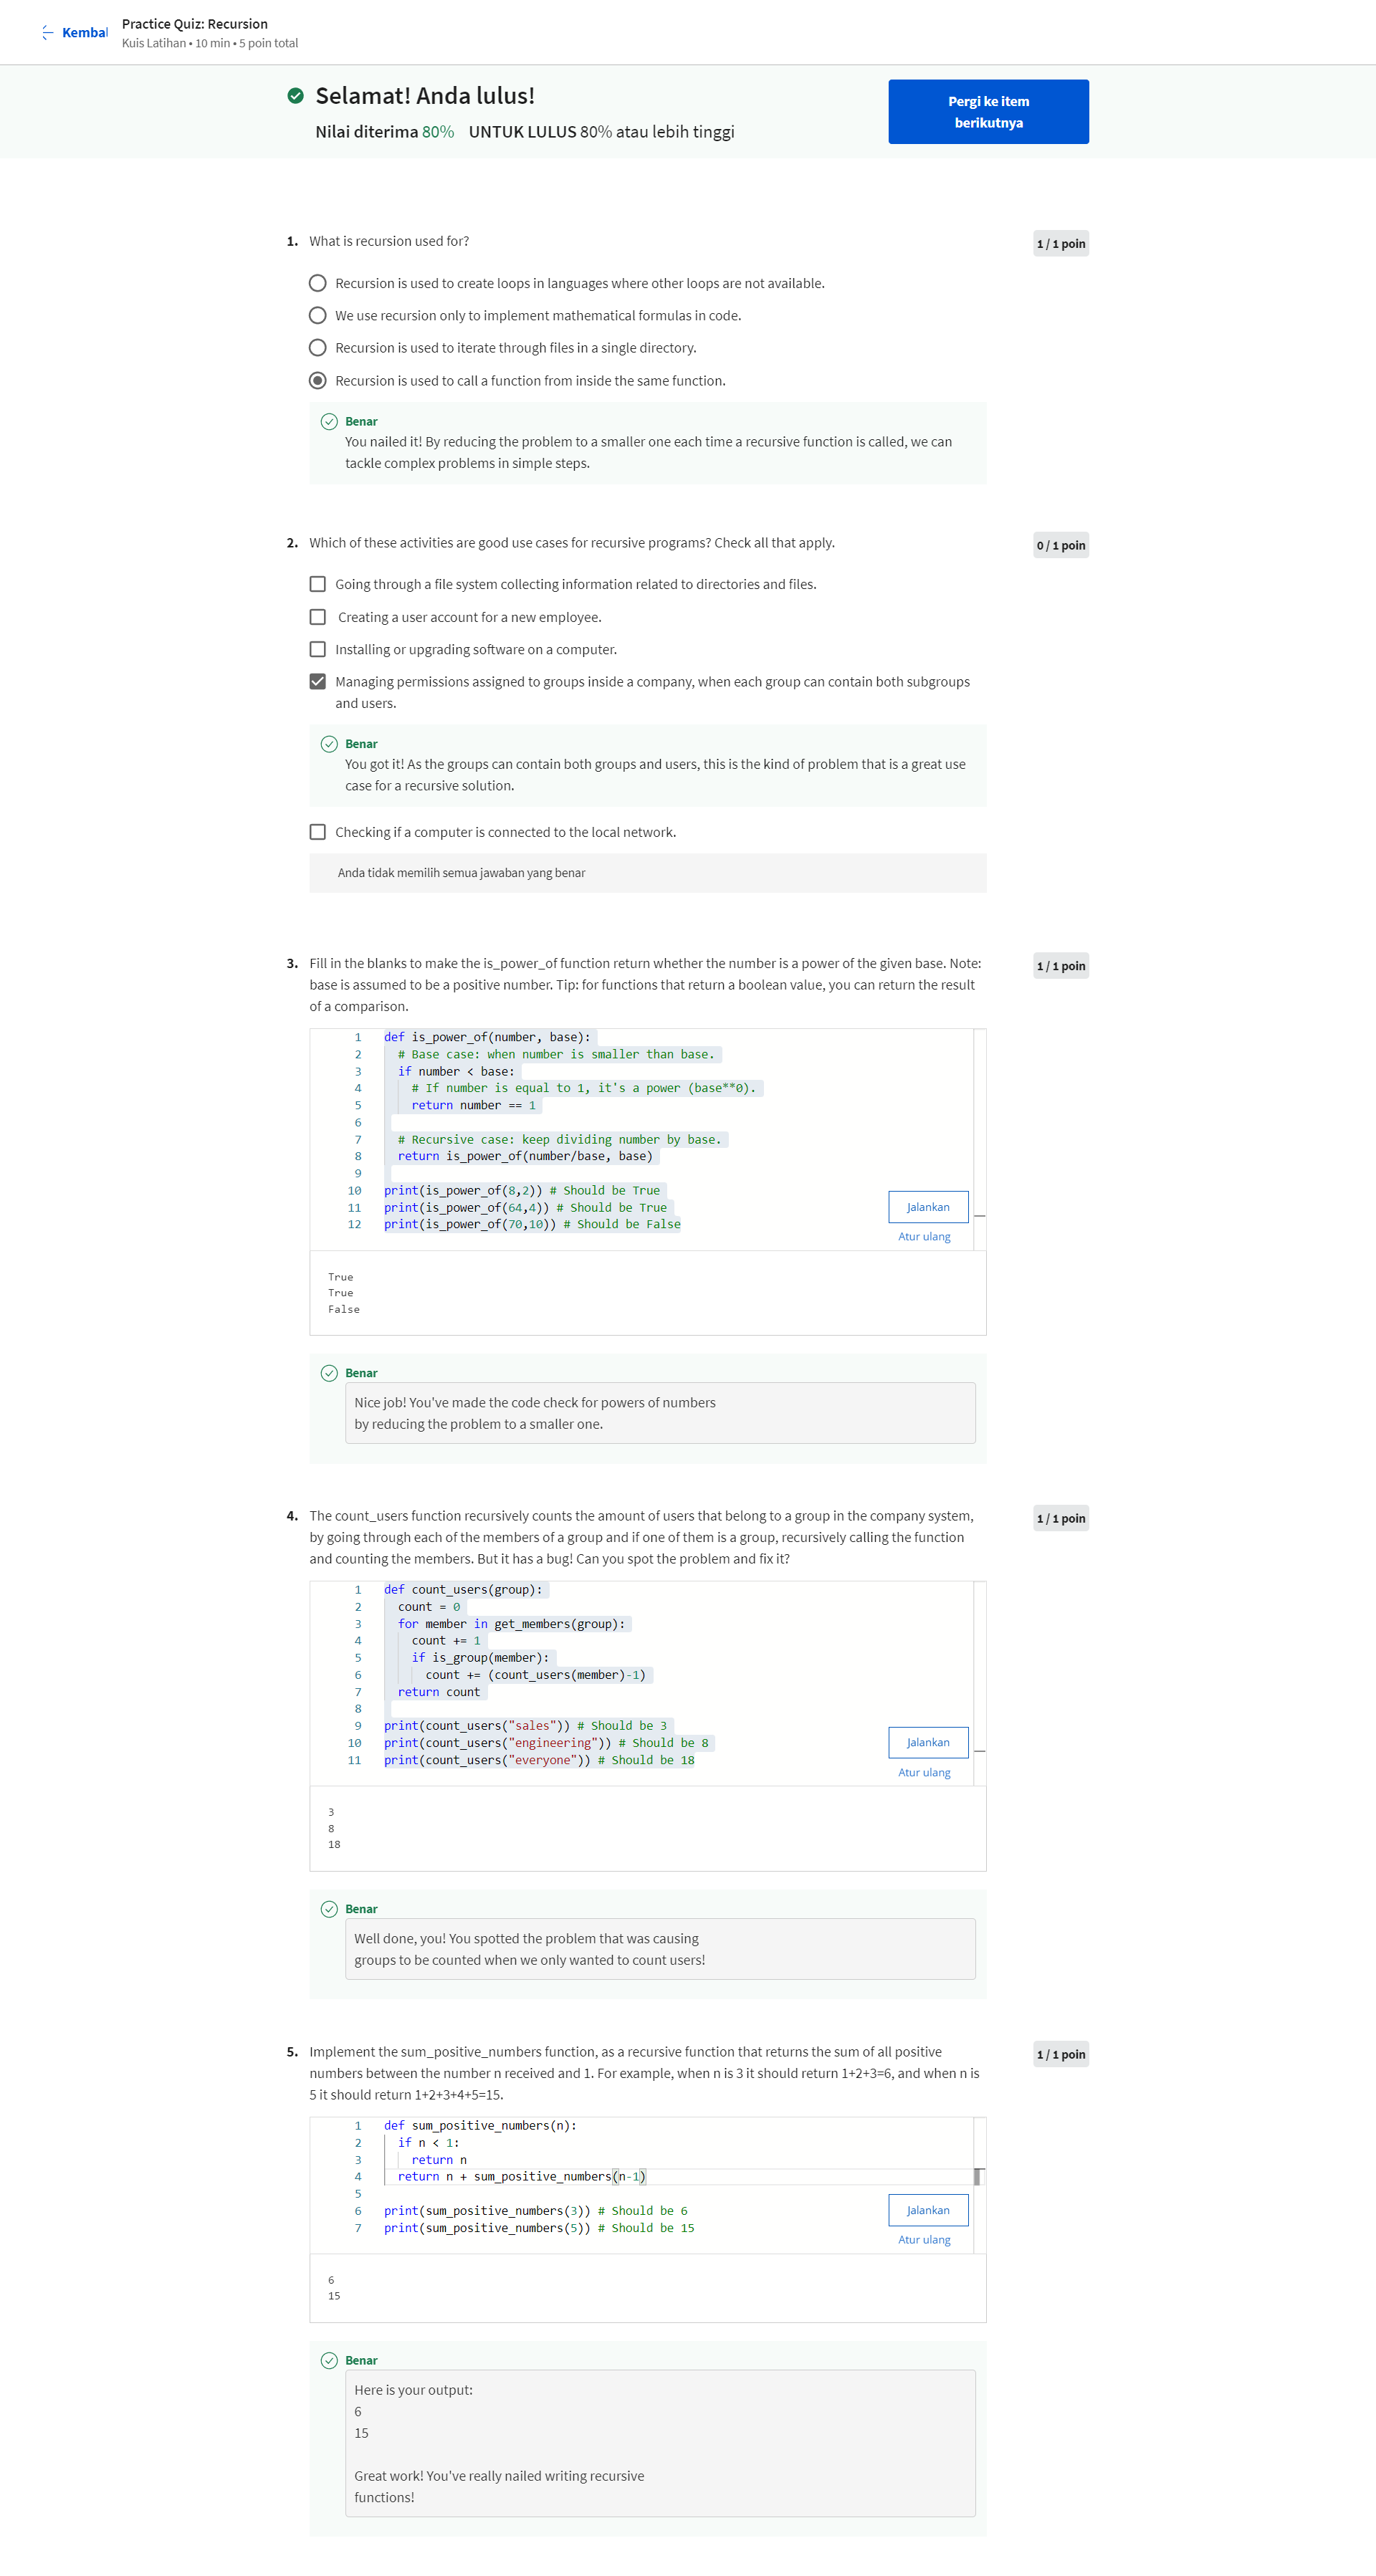 Kembal
Practice Quiz: Recursion
Kuis Latihan • 10 min • 5 poin total
Selamat! Anda lulus!
Nilai diterima 80% UNTUK LULUS 80% atau lebih tinggi
Pergi ke item
berikutnya
1. What is recursion used for?
1 / 1 poin
Recursion is used to create loops in languages where other loops are not available.
We use recursion only to implement mathematical formulas in code.
Recursion is used to iterate through files in a single directory.
Recursion is used to call a function from inside the same function.
Benar
You nailed it! By reducing the problem to a smaller one each time a recursive function is called, we can
tackle complex problems in simple steps.
2. Which of these activities are good use cases for recursive programs? Check all that apply.
0 / 1 poin
Going through a file system collecting information related to directories and files.
Creating a user account for a new employee.
Installing or upgrading software on a computer.
Managing permissions assigned to groups inside a company, when each group can contain both subgroups
and users.
Benar
You got it! As the groups can contain both groups and users, this is the kind of problem that is a great use
case for a recursive solution.
Checking if a computer is connected to the local network.
Anda tidak memilih semua jawaban yang benar
3. Fill in the blanks to make the is_power_of function return whether the number is a power of the given base. Note:
base is assumed to be a positive number. Tip: for functions that return a boolean value, you can return the result
of a comparison.
1 / 1 poin
1 def is_power_of(number, base):
2 # Base case: when number is smaller than base.
3 if number < base:
4 # If number is equal to 1, it's a power (base**0).
5 return number == 1
6
7 # Recursive case: keep dividing number by base.
8 return is_power_of(number/base, base)
9
10 print(is_power_of(8,2)) # Should be True
11 print(is_power_of(64,4)) # Should be True
12 print(is_power_of(70,10)) # Should be False
Jalankan
Atur ulang
True
True
False
Benar
Nice job! You've made the code check for powers of numbers
by reducing the problem to a smaller one.
4. The count_users function recursively counts the amount of users that belong to a group in the company system,
by going through each of the members of a group and if one of them is a group, recursively calling the function
and counting the members. But it has a bug! Can you spot the problem and fix it?
1 / 1 poin
1 def count_users(group):
2 count = 0
3 for member in get_members(group):
4 count += 1
5 if is_group(member):
6 count += (count_users(member)-1)
7 return count
8
9 print(count_users("sales")) # Should be 3
10 print(count_users("engineering")) # Should be 8
11 print(count_users("everyone")) # Should be 18
Jalankan
Atur ulang
3
8
18
Benar
Well done, you! You spotted the problem that was causing
groups to be counted when we only wanted to count users!
5. Implement the sum_positive_numbers function, as a recursive function that returns the sum of all positive
numbers between the number n received and 1. For example, when n is 3 it should return 1+2+3=6, and when n is
5 it should return 1+2+3+4+5=15.
1 / 1 poin
1 def sum_positive_numbers(n):
2 if n < 1:
3 return n
4 return n + sum_positive_numbers(n-1)
5
6 print(sum_positive_numbers(3)) # Should be 6
7 print(sum_positive_numbers(5)) # Should be 15
Jalankan
Atur ulang
6
15
Benar
Here is your output:
6
15
Great work! You've really nailed writing recursive
functions!